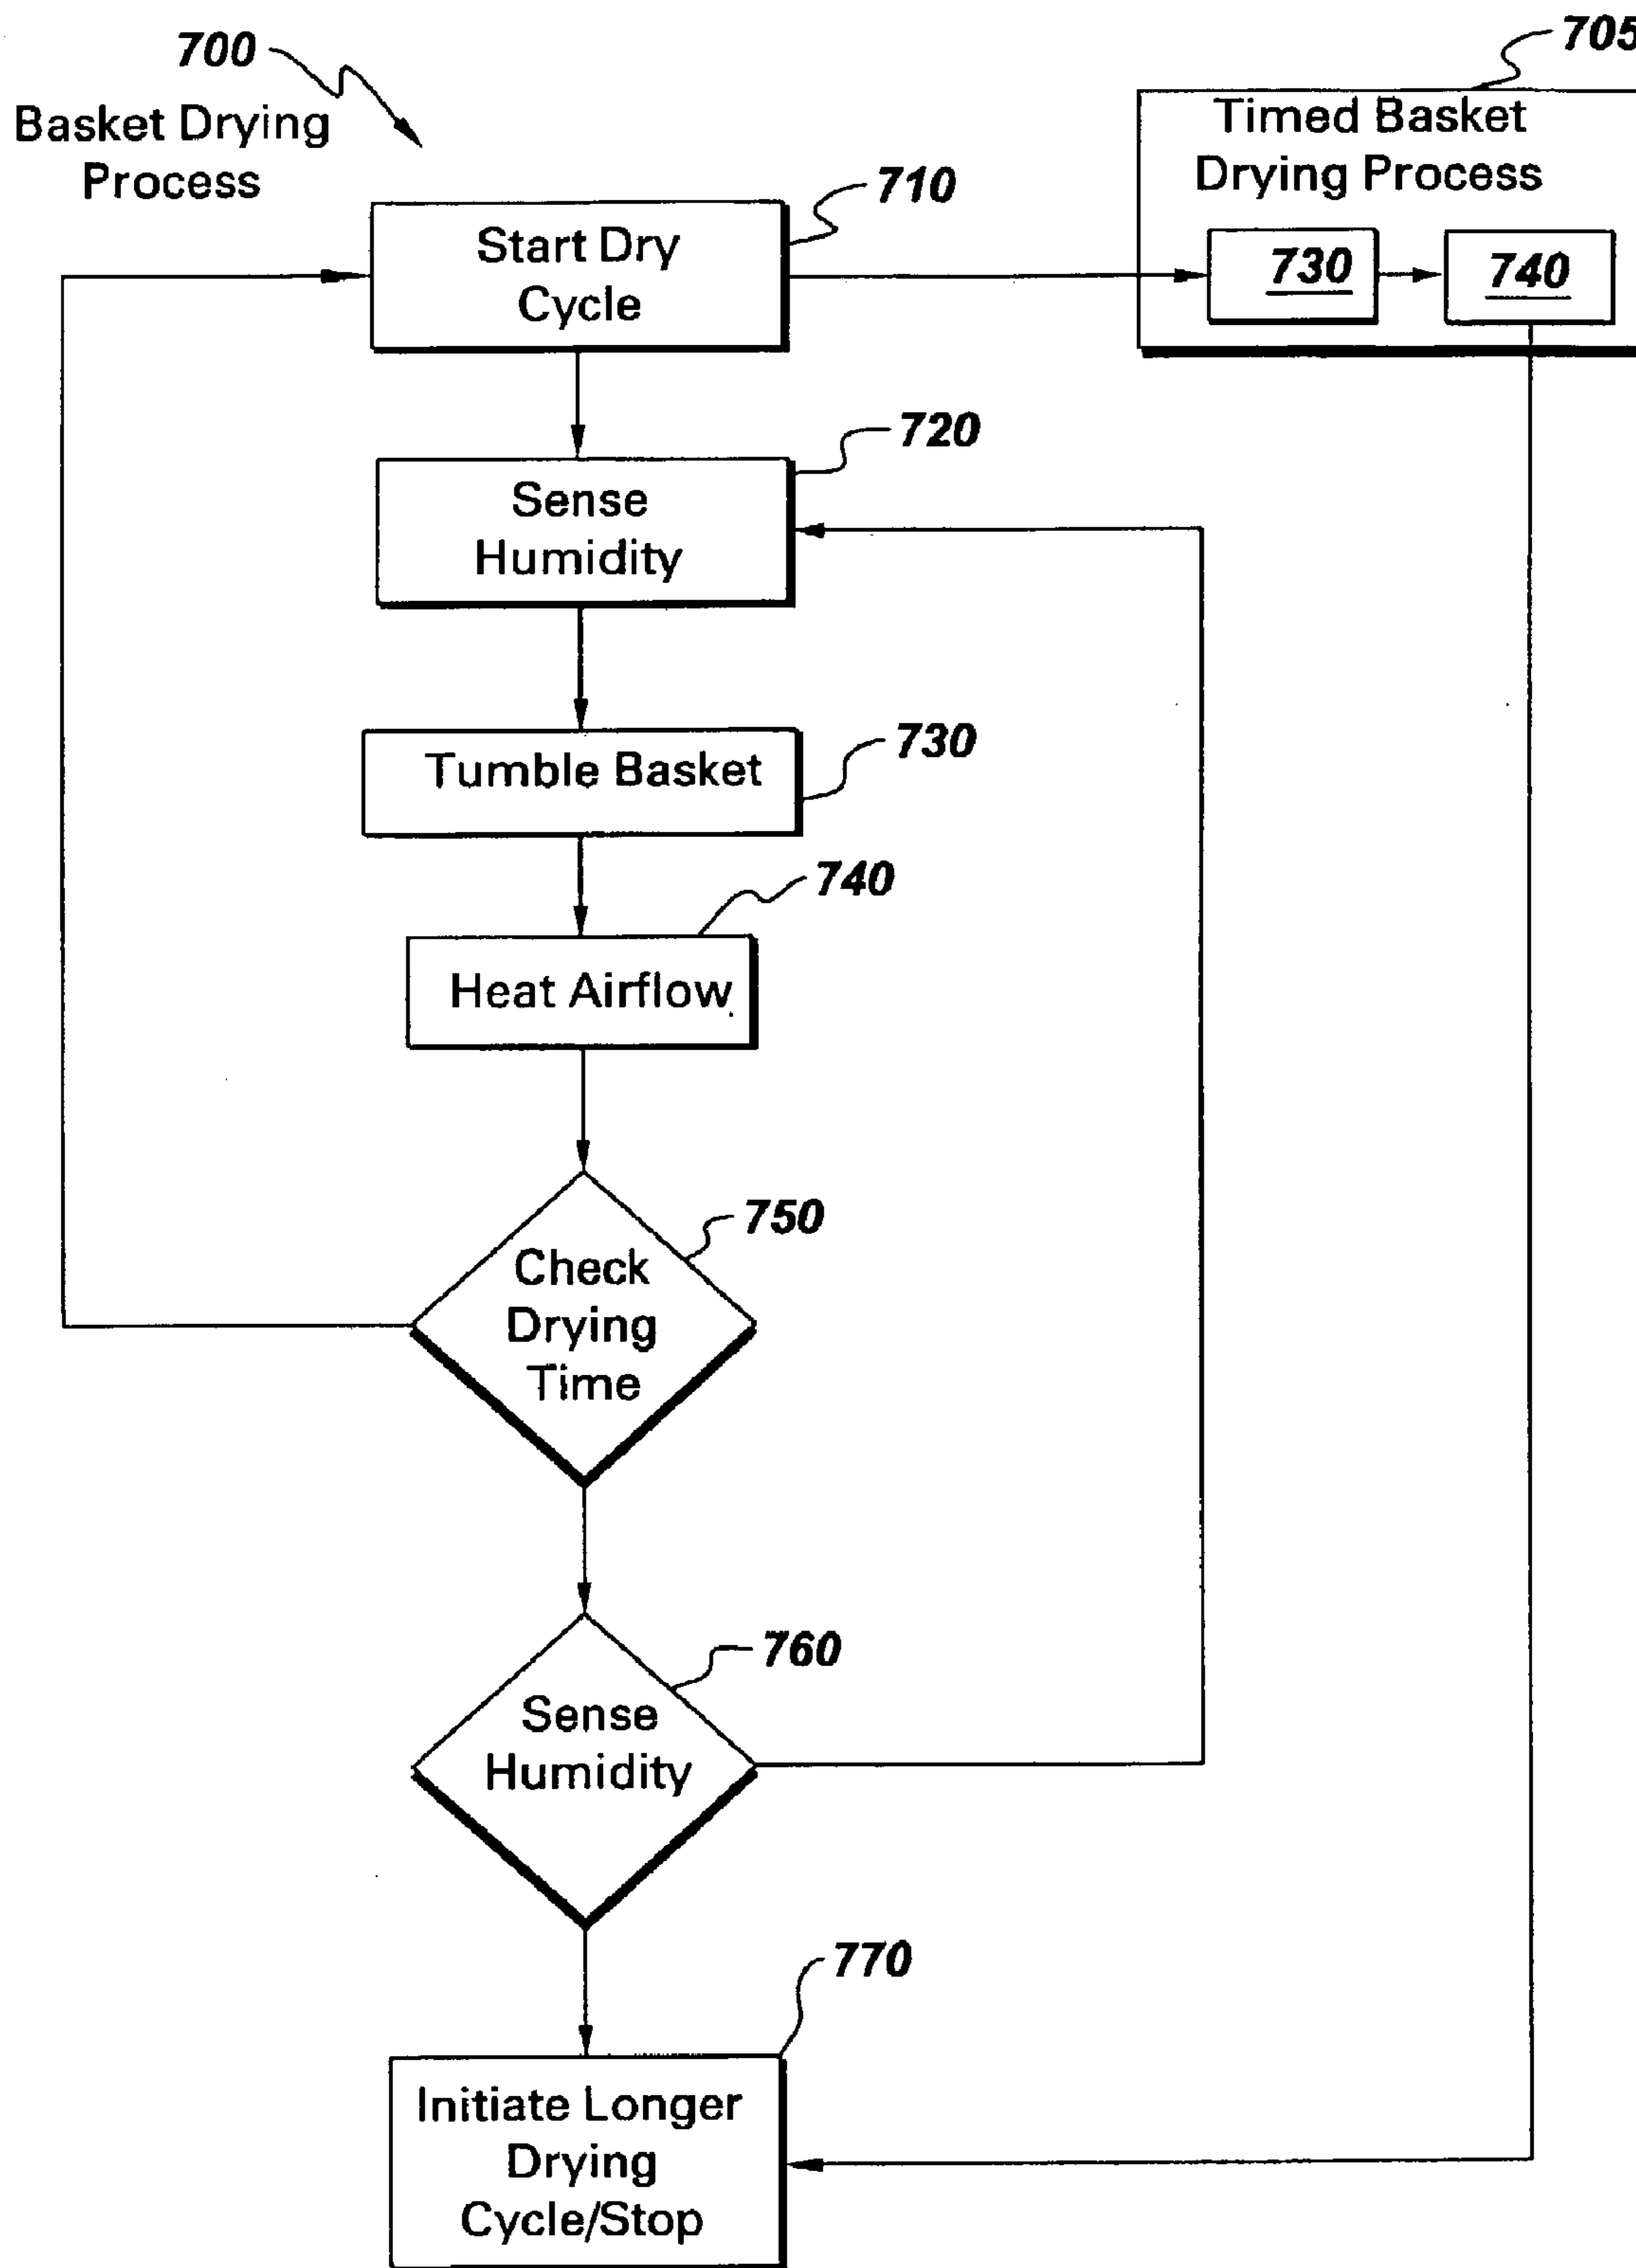 700
Basket Drying
Process
705
Timed Basket
Drying Process
730
740
710
Start Dry
Cycle
720
Sense
Humidity
730
Tumble Basket
740
Heat Airflow
750
Check
Drying
Time
760
Sense
Humidity
770
Initiate Longer
Drying
Cycle/Stop